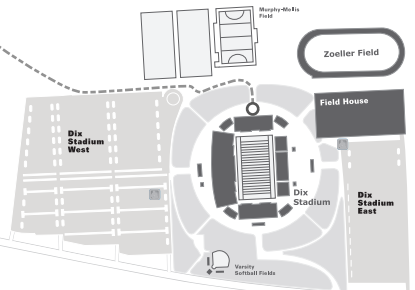 Murphy-Mellis
Field
Zoeller Field
Field House
Dix
Stadium
West
Dix
Stadium
Dix
Stadium
East
Varsity
Softball Fields